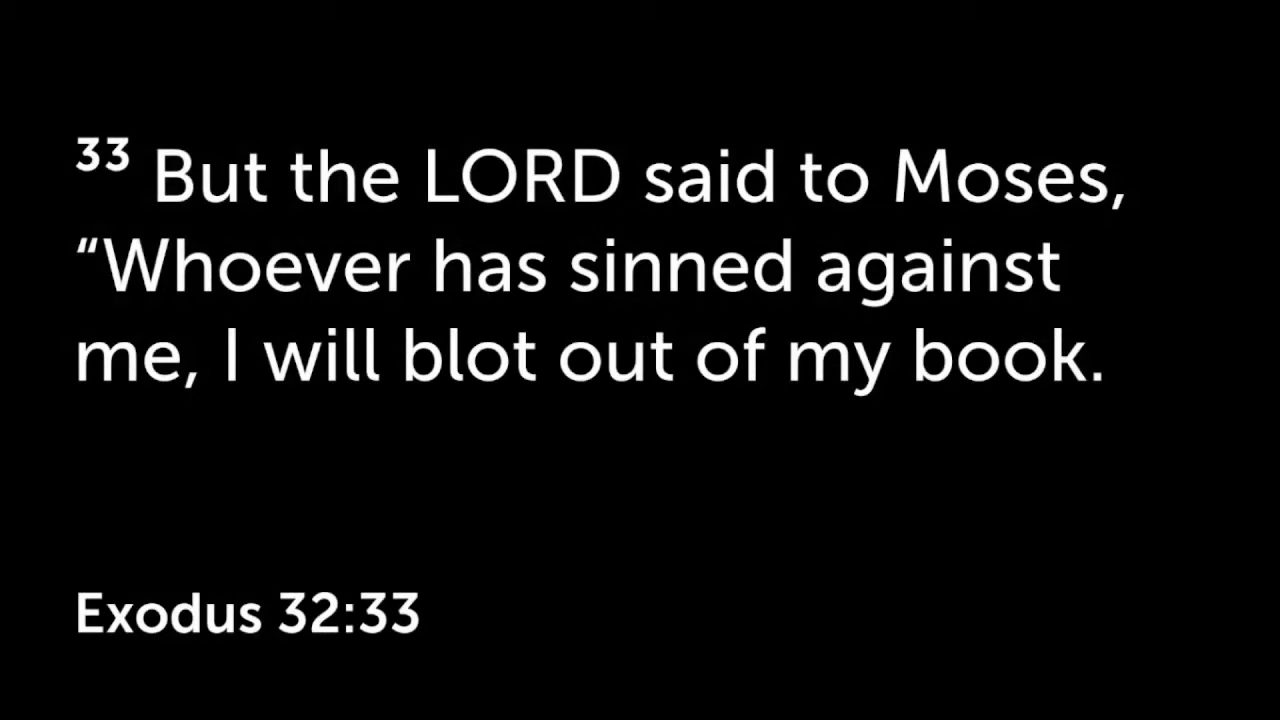 33 But the LORD said to Moses,
“Whoever has sinned against
me, I will blot out of my book.
Exodus 32:33